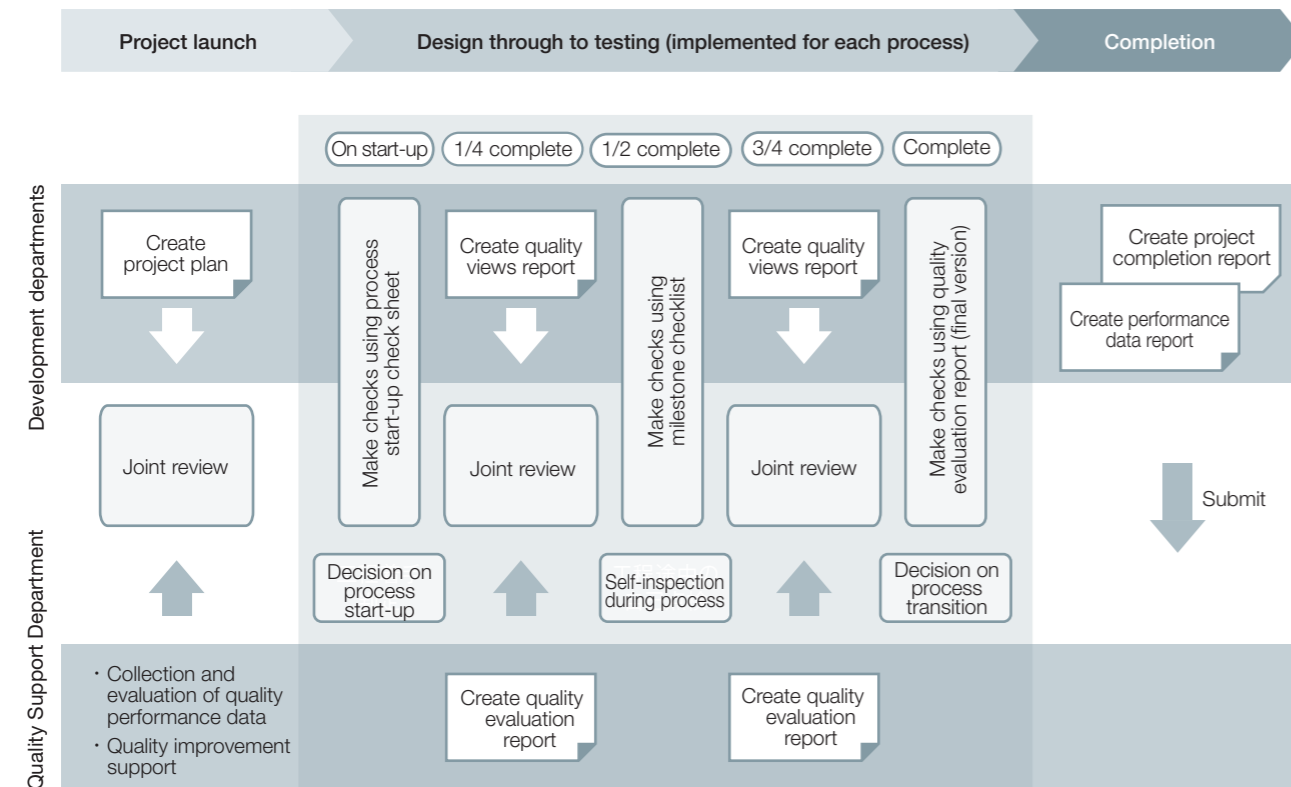 Project launch
Design through to testing (implemented for each process)
Completion
On start-up
1/4 complete
1/2 complete
3/4 complete
Complete
Development departments
Create
project plan
Make checks using process
start-up check sheet
Create quality
views report
Make checks using
milestone checklist
Create quality
views report
Make checks using quality
evaluation report (final version)
Create project
completion report
Create performance
data report
Joint review
Joint review
Joint review
Submit
Decision on
process
start-up
Self-inspection
during process
Decision on
process
transition
Quality Support Department
・Collection and
evaluation of quality
performance data
・Quality improvement
support
Create quality
evaluation
report
Create quality
evaluation
report